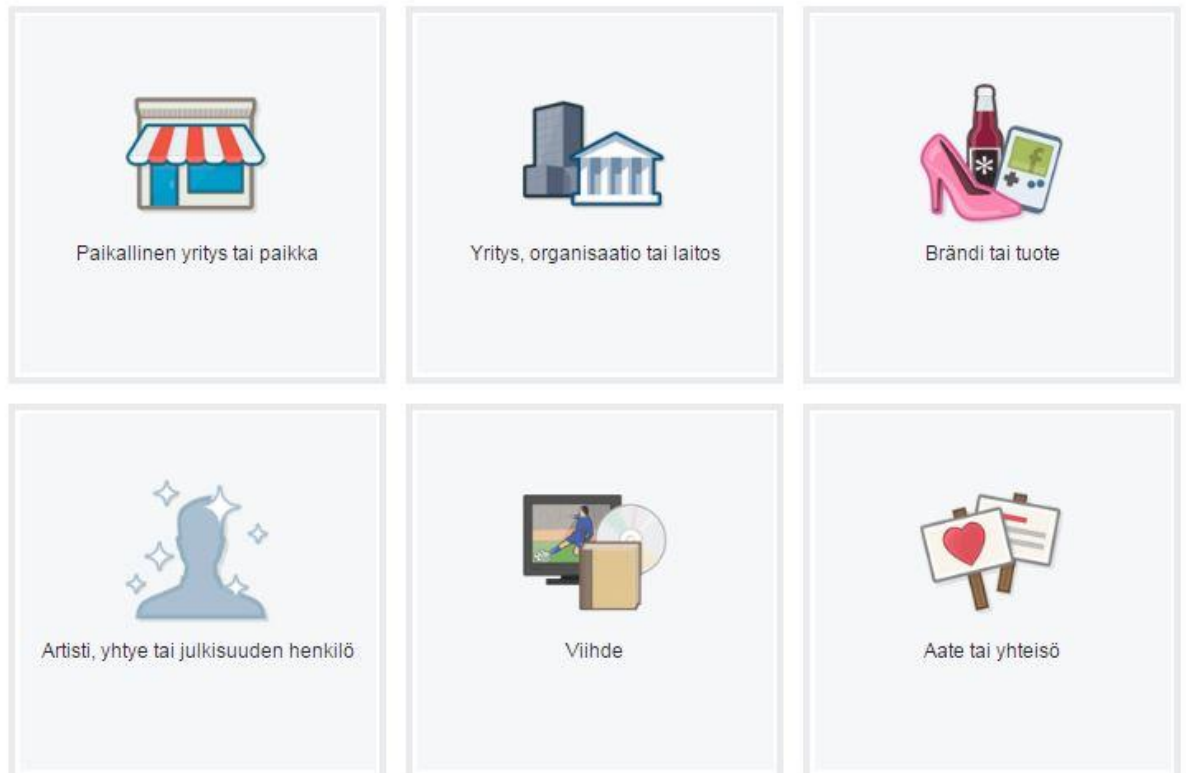 Paikallinen yritys tai paikka
Yritys, organisaatio tai laitos
Brändi tai tuote
Artisti, yhtye tai julkisuuden henkilö
Viihde
Aate tai yhteisö